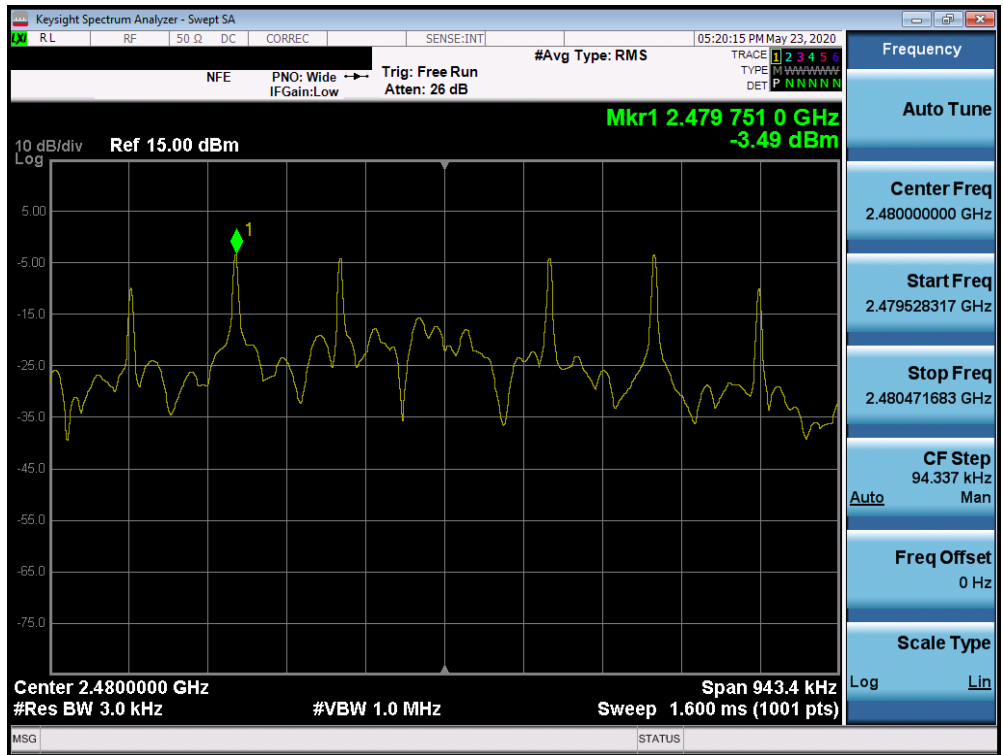 Keysight Spectrum Analyzer - Swept SA
LXI RL RF 50 Ω DC CORREC SENSE:INT 05:20:15 PM May 23, 2020
#Avg Type: RMS
TRACE 1 2 3 4 5 6
TYPE M W W W W W
DET P N N N N N
NFE
PNO: Wide
IFGain:Low
Trig: Free Run
Atten: 26 dB
Mkr1 2.479 751 0 GHz
-3.49 dBm
10 dB/div
Log
Ref 15.00 dBm
5.00
-5.00
-15.0
-25.0
-35.0
-45.0
-55.0
-65.0
-75.0
1
Center 2.4800000 GHz
Span 943.4 kHz
#Res BW 3.0 kHz
#VBW 1.0 MHz
Sweep 1.600 ms (1001 pts)
MSG
STATUS
Frequency
Auto Tune
Center Freq
2.480000000 GHz
Start Freq
2.479528317 GHz
Stop Freq
2.480471683 GHz
CF Step
94.337 kHz
Auto Man
Freq Offset
0 Hz
Scale Type
Log Lin